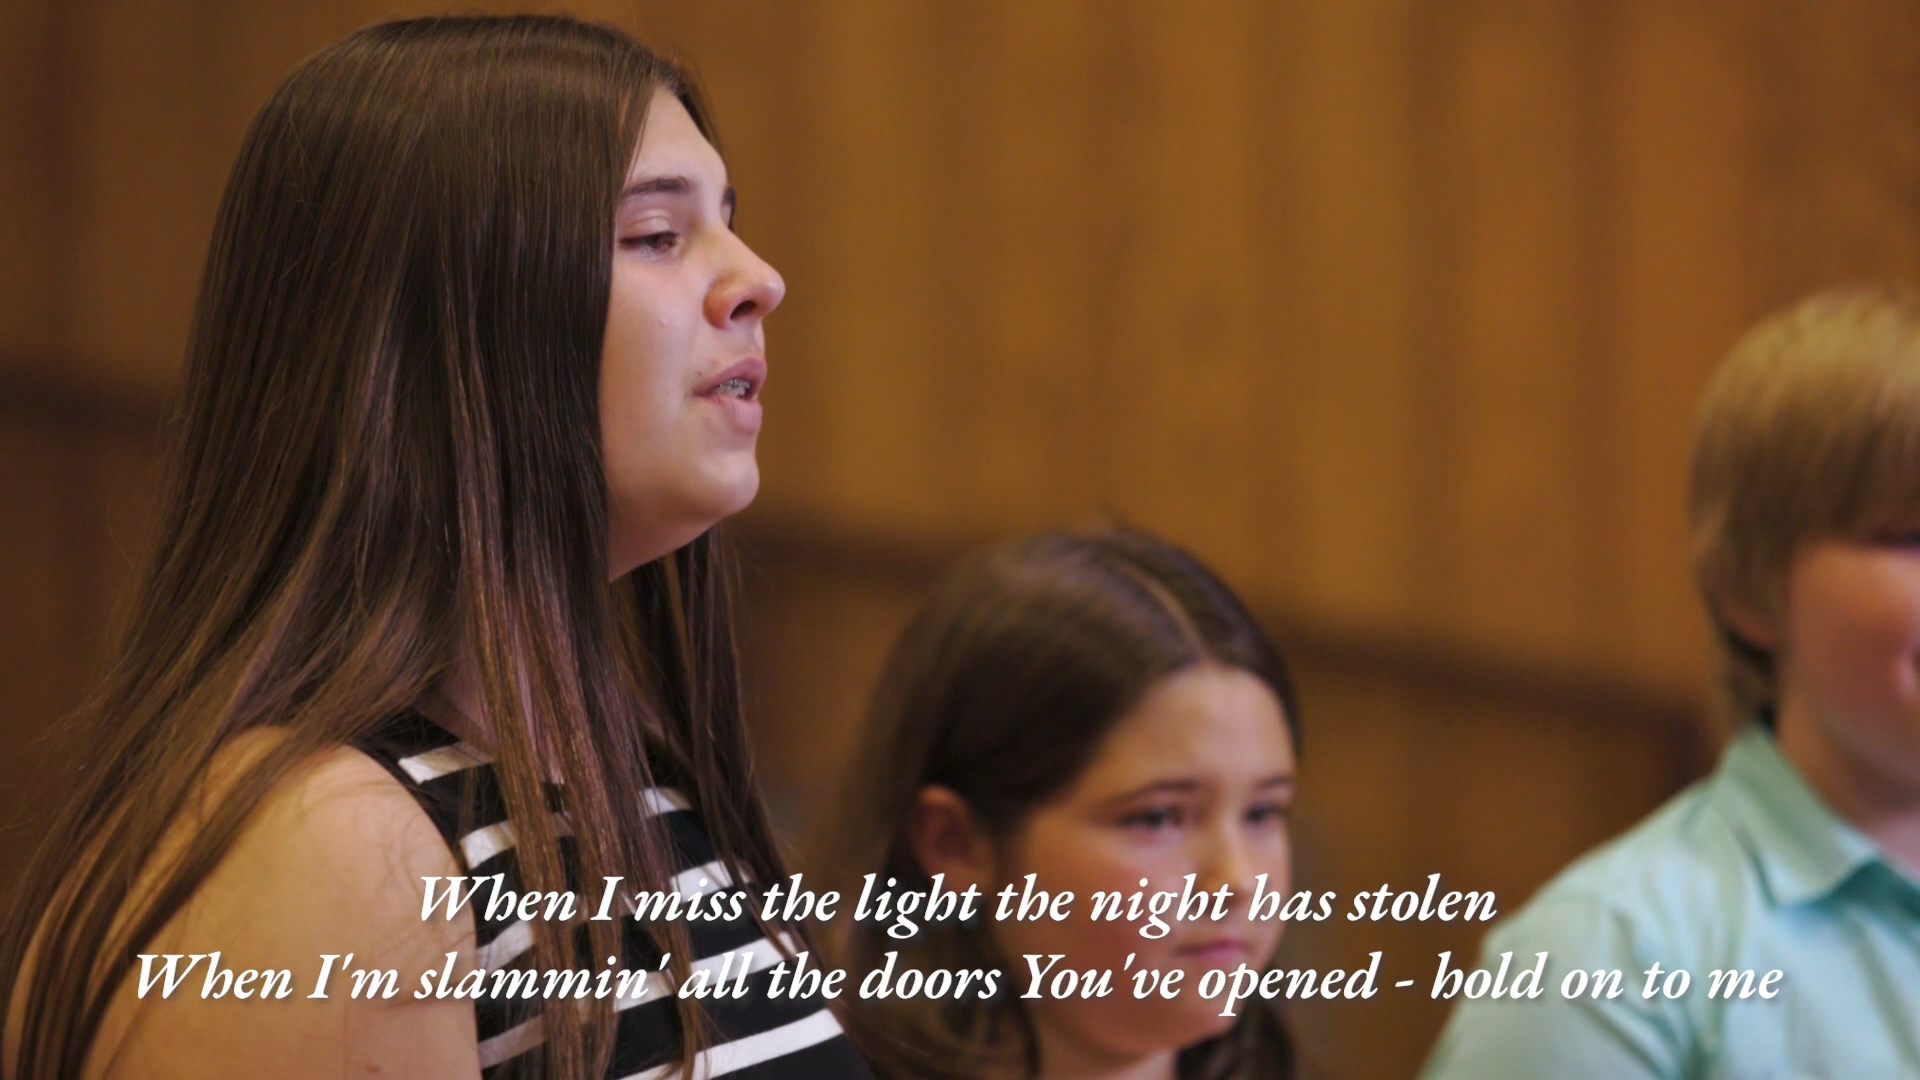 When I miss the light the night has stolen
When I'm slammin' all the doors You've opened - hold on to me